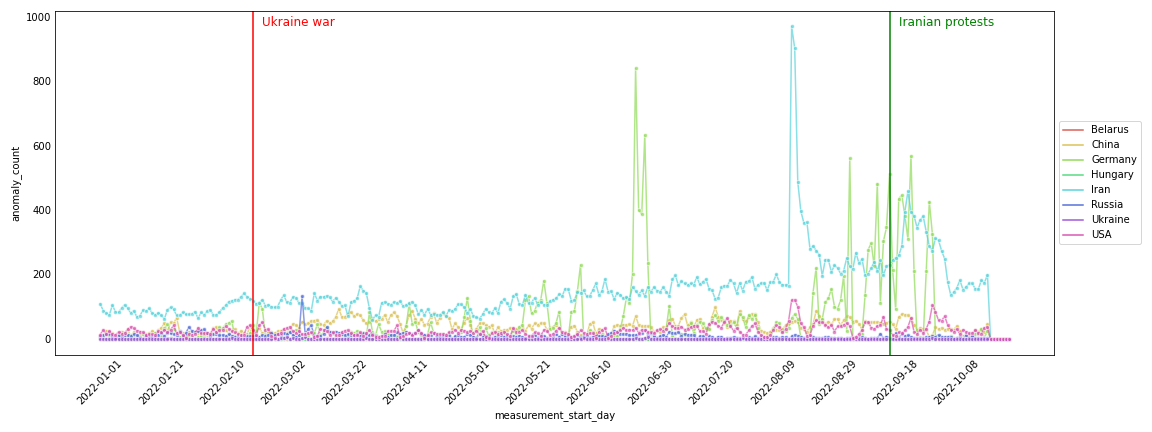 Ukraine war
Iranian protests
1000
800
600
400
200
0
anomaly_count
2022-01-01
2022-01-21
2022-02-10
2022-03-02
2022-03-22
2022-04-11
2022-05-01
2022-05-21
2022-06-10
2022-06-30
2022-07-20
2022-08-09
2022-08-29
2022-09-18
2022-10-08
measurement_start_day
Belarus
China
Germany
Hungary
Iran
Russia
Ukraine
USA